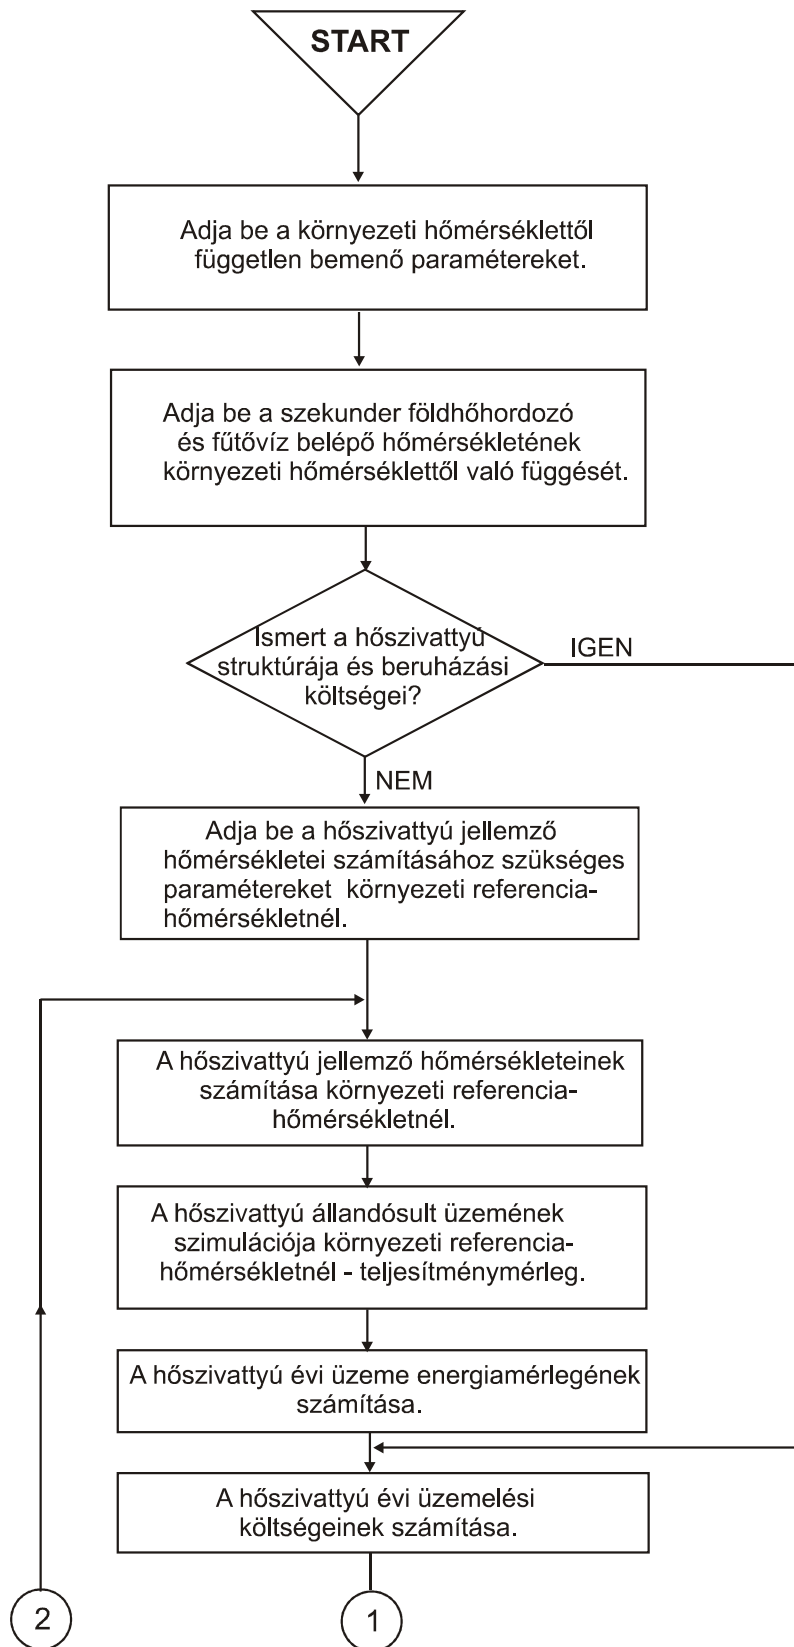 START
Adja be a környezeti hőmérséklettől
független bemenő paramétereket.
Adja be a szekunder földhőhordozó
és fűtővíz belépő hőmérsékletének
környezeti hőmérséklettől való függését.
Ismert a hőszivattyú
struktúrája és beruházási
költségei?
IGEN
NEM
Adja be a hőszivattyú jellemző
hőmérsékletei számításához szükséges
paramétereket környezeti referencia-
hőmérsékletnél.
A hőszivattyú jellemző hőmérsékleteinek
számítása környezeti referencia-
hőmérsékletnél.
A hőszivattyú állandósult üzemének
szimulációja környezeti referencia-
hőmérsékletnél - teljesítménymérleg.
A hőszivattyú évi üzeme energiamérlegének
számítása.
A hőszivattyú évi üzemelési
költségeinek számítása.
2
1